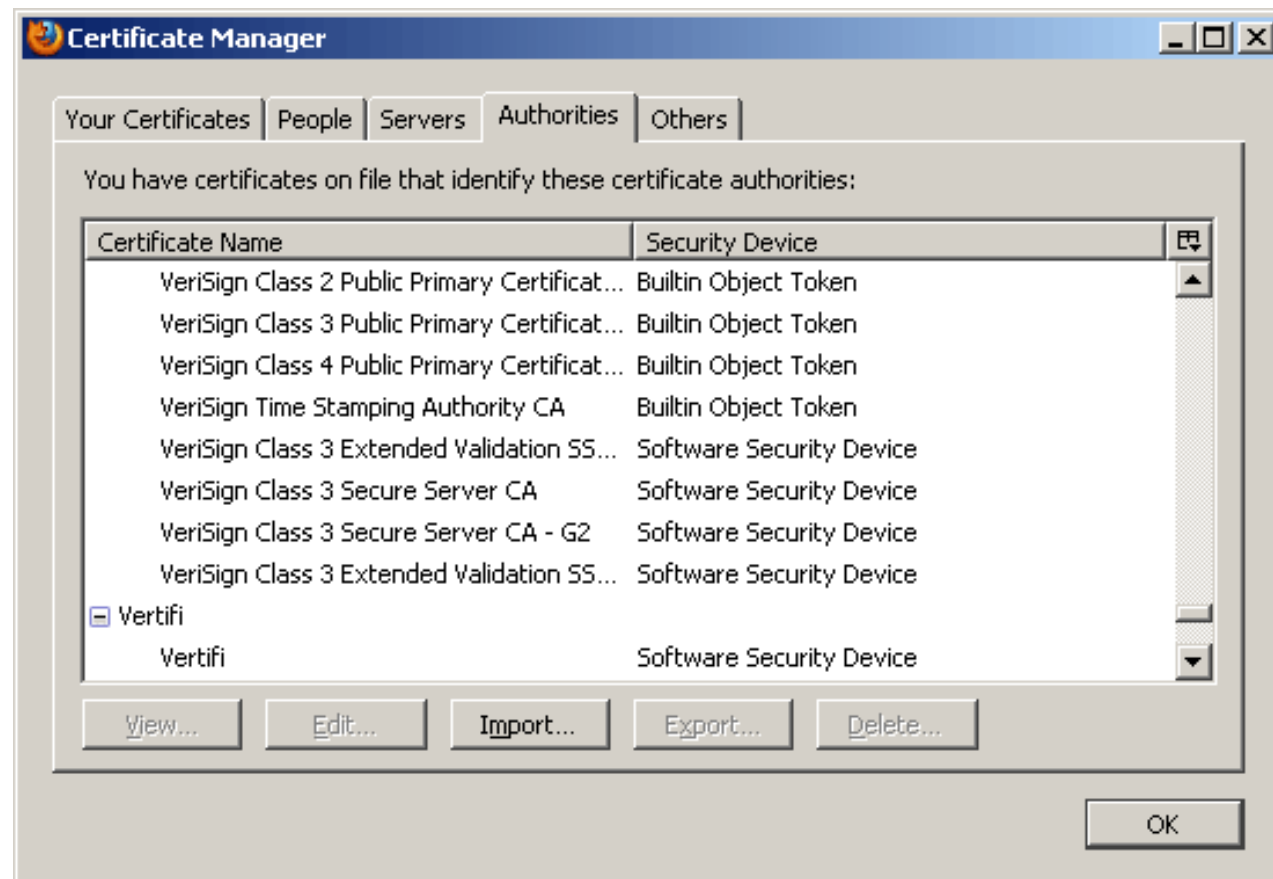 Certificate Manager
Your Certificates People Servers Authorities Others
You have certificates on file that identify these certificate authorities:
Certificate Name Security Device
VeriSign Class 2 Public Primary Certificat... Builtin Object Token
VeriSign Class 3 Public Primary Certificat... Builtin Object Token
VeriSign Class 4 Public Primary Certificat... Builtin Object Token
VeriSign Time Stamping Authority CA Builtin Object Token
VeriSign Class 3 Extended Validation SS... Software Security Device
VeriSign Class 3 Secure Server CA Software Security Device
VeriSign Class 3 Secure Server CA - G2 Software Security Device
VeriSign Class 3 Extended Validation SS... Software Security Device
Vertifi
Vertifi Software Security Device
View... Edit... Import... Export... Delete...
OK